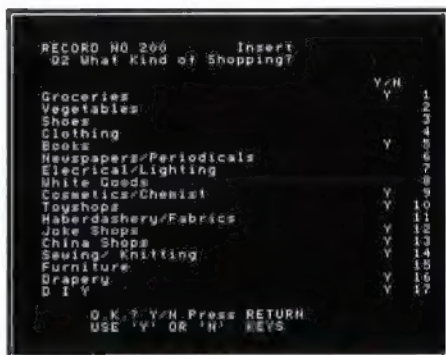 RECORD NO 200 Insert
Q2 What Kind of Shopping?
Y/N
Groceries Y 1
Vegetables 2
Shoes 3
Clothing 4
Books Y 5
Newspapers/Periodicals 6
Elecrical/Lighting 7
White Goods 8
Cosmetics/Chemist Y 9
Toyshops Y 10
Haberdashery/Fabrics 11
Joke Shops Y 12
China Shops Y 13
Sewing/ Knitting Y 14
Furniture 15
Drapery Y 16
D I Y Y 17
O.K.? Y/N Press RETURN
USE 'Y' OR 'N' KEYS